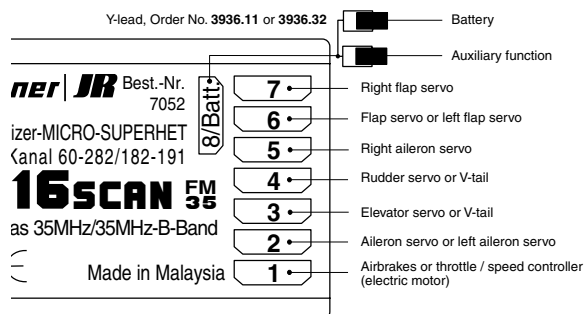 Y-lead, Order No. 3936.11 or 3936.32
Battery
Auxiliary function
ner JR Best.-Nr.
7052
8/Batt.
izer-MICRO-SUPERHET
Kanal 60-282/182-191
16SCAN FM 35
as 35MHz/35MHz-B-Band
Made in Malaysia
7 Right flap servo
6 Flap servo or left flap servo
5 Right aileron servo
4 Rudder servo or V-tail
3 Elevator servo or V-tail
2 Aileron servo or left aileron servo
1 Airbrakes or throttle / speed controller
(electric motor)